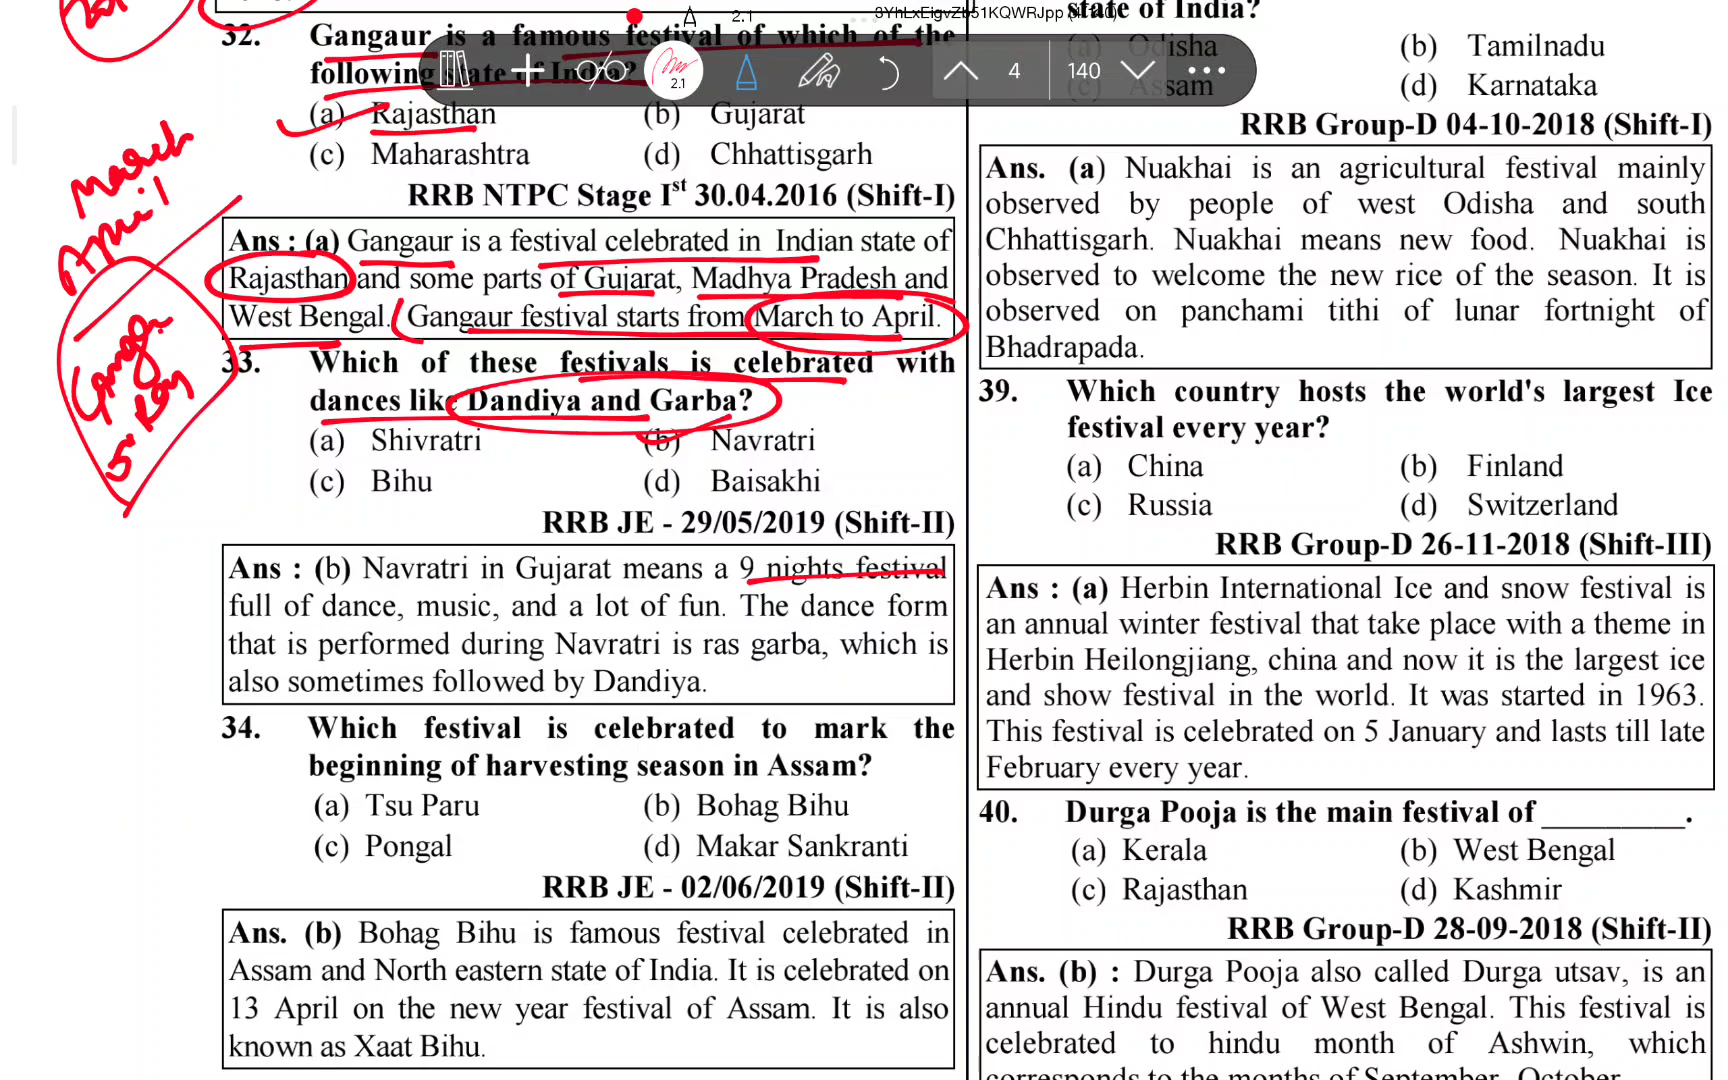 2.1
8YhLxEigvZb51KQWRJpp
32. Gangaur is a famous festival of which of the
following state of India?
(a) Rajasthan (b) Gujarat
(c) Maharashtra (d) Chhattisgarh
RRB NTPC Stage Ist 30.04.2016 (Shift-I)
Ans : (a) Gangaur is a festival celebrated in Indian state of
Rajasthan and some parts of Gujarat, Madhya Pradesh and
West Bengal. Gangaur festival starts from March to April.
33. Which of these festivals is celebrated with
dances like Dandiya and Garba?
(a) Shivratri (b) Navratri
(c) Bihu (d) Baisakhi
RRB JE - 29/05/2019 (Shift-II)
Ans : (b) Navratri in Gujarat means a 9 nights festival
full of dance, music, and a lot of fun. The dance form
that is performed during Navratri is ras garba, which is
also sometimes followed by Dandiya.
34. Which festival is celebrated to mark the
beginning of harvesting season in Assam?
(a) Tsu Paru (b) Bohag Bihu
(c) Pongal (d) Makar Sankranti
RRB JE - 02/06/2019 (Shift-II)
Ans. (b) Bohag Bihu is famous festival celebrated in
Assam and North eastern state of India. It is celebrated on
13 April on the new year festival of Assam. It is also
known as Xaat Bihu.
March
April
5
2.1
4 140
state of India?
(a) Odisha (b) Tamilnadu
(c) Assam (d) Karnataka
RRB Group-D 04-10-2018 (Shift-I)
Ans. (a) Nuakhai is an agricultural festival mainly
observed by people of west Odisha and south
Chhattisgarh. Nuakhai means new food. Nuakhai is
observed to welcome the new rice of the season. It is
observed on panchami tithi of lunar fortnight of
Bhadrapada.
39. Which country hosts the world's largest Ice
festival every year?
(a) China (b) Finland
(c) Russia (d) Switzerland
RRB Group-D 26-11-2018 (Shift-III)
Ans : (a) Herbin International Ice and snow festival is
an annual winter festival that take place with a theme in
Herbin Heilongjiang, china and now it is the largest ice
and show festival in the world. It was started in 1963.
This festival is celebrated on 5 January and lasts till late
February every year.
40. Durga Pooja is the main festival of _________.
(a) Kerala (b) West Bengal
(c) Rajasthan (d) Kashmir
RRB Group-D 28-09-2018 (Shift-II)
Ans. (b) : Durga Pooja also called Durga utsav, is an
annual Hindu festival of West Bengal. This festival is
celebrated to hindu month of Ashwin, which
corresponds to the months of September, October